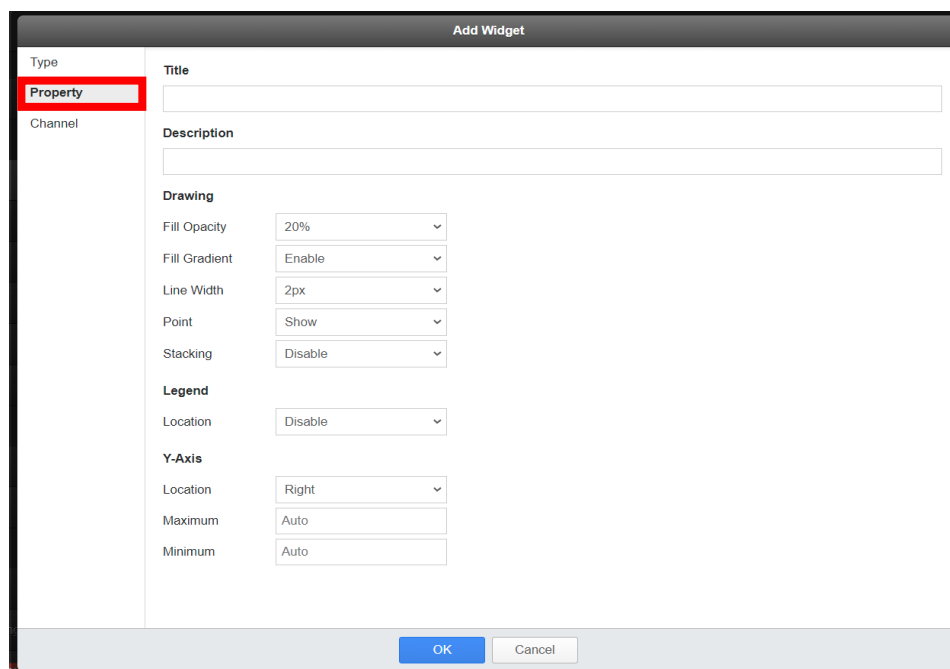 Add Widget
Type
Property
Channel
Title
Description
Drawing
Fill Opacity 20%
Fill Gradient Enable
Line Width 2px
Point Show
Stacking Disable
Legend
Location Disable
Y-Axis
Location Right
Maximum Auto
Minimum Auto
OK Cancel